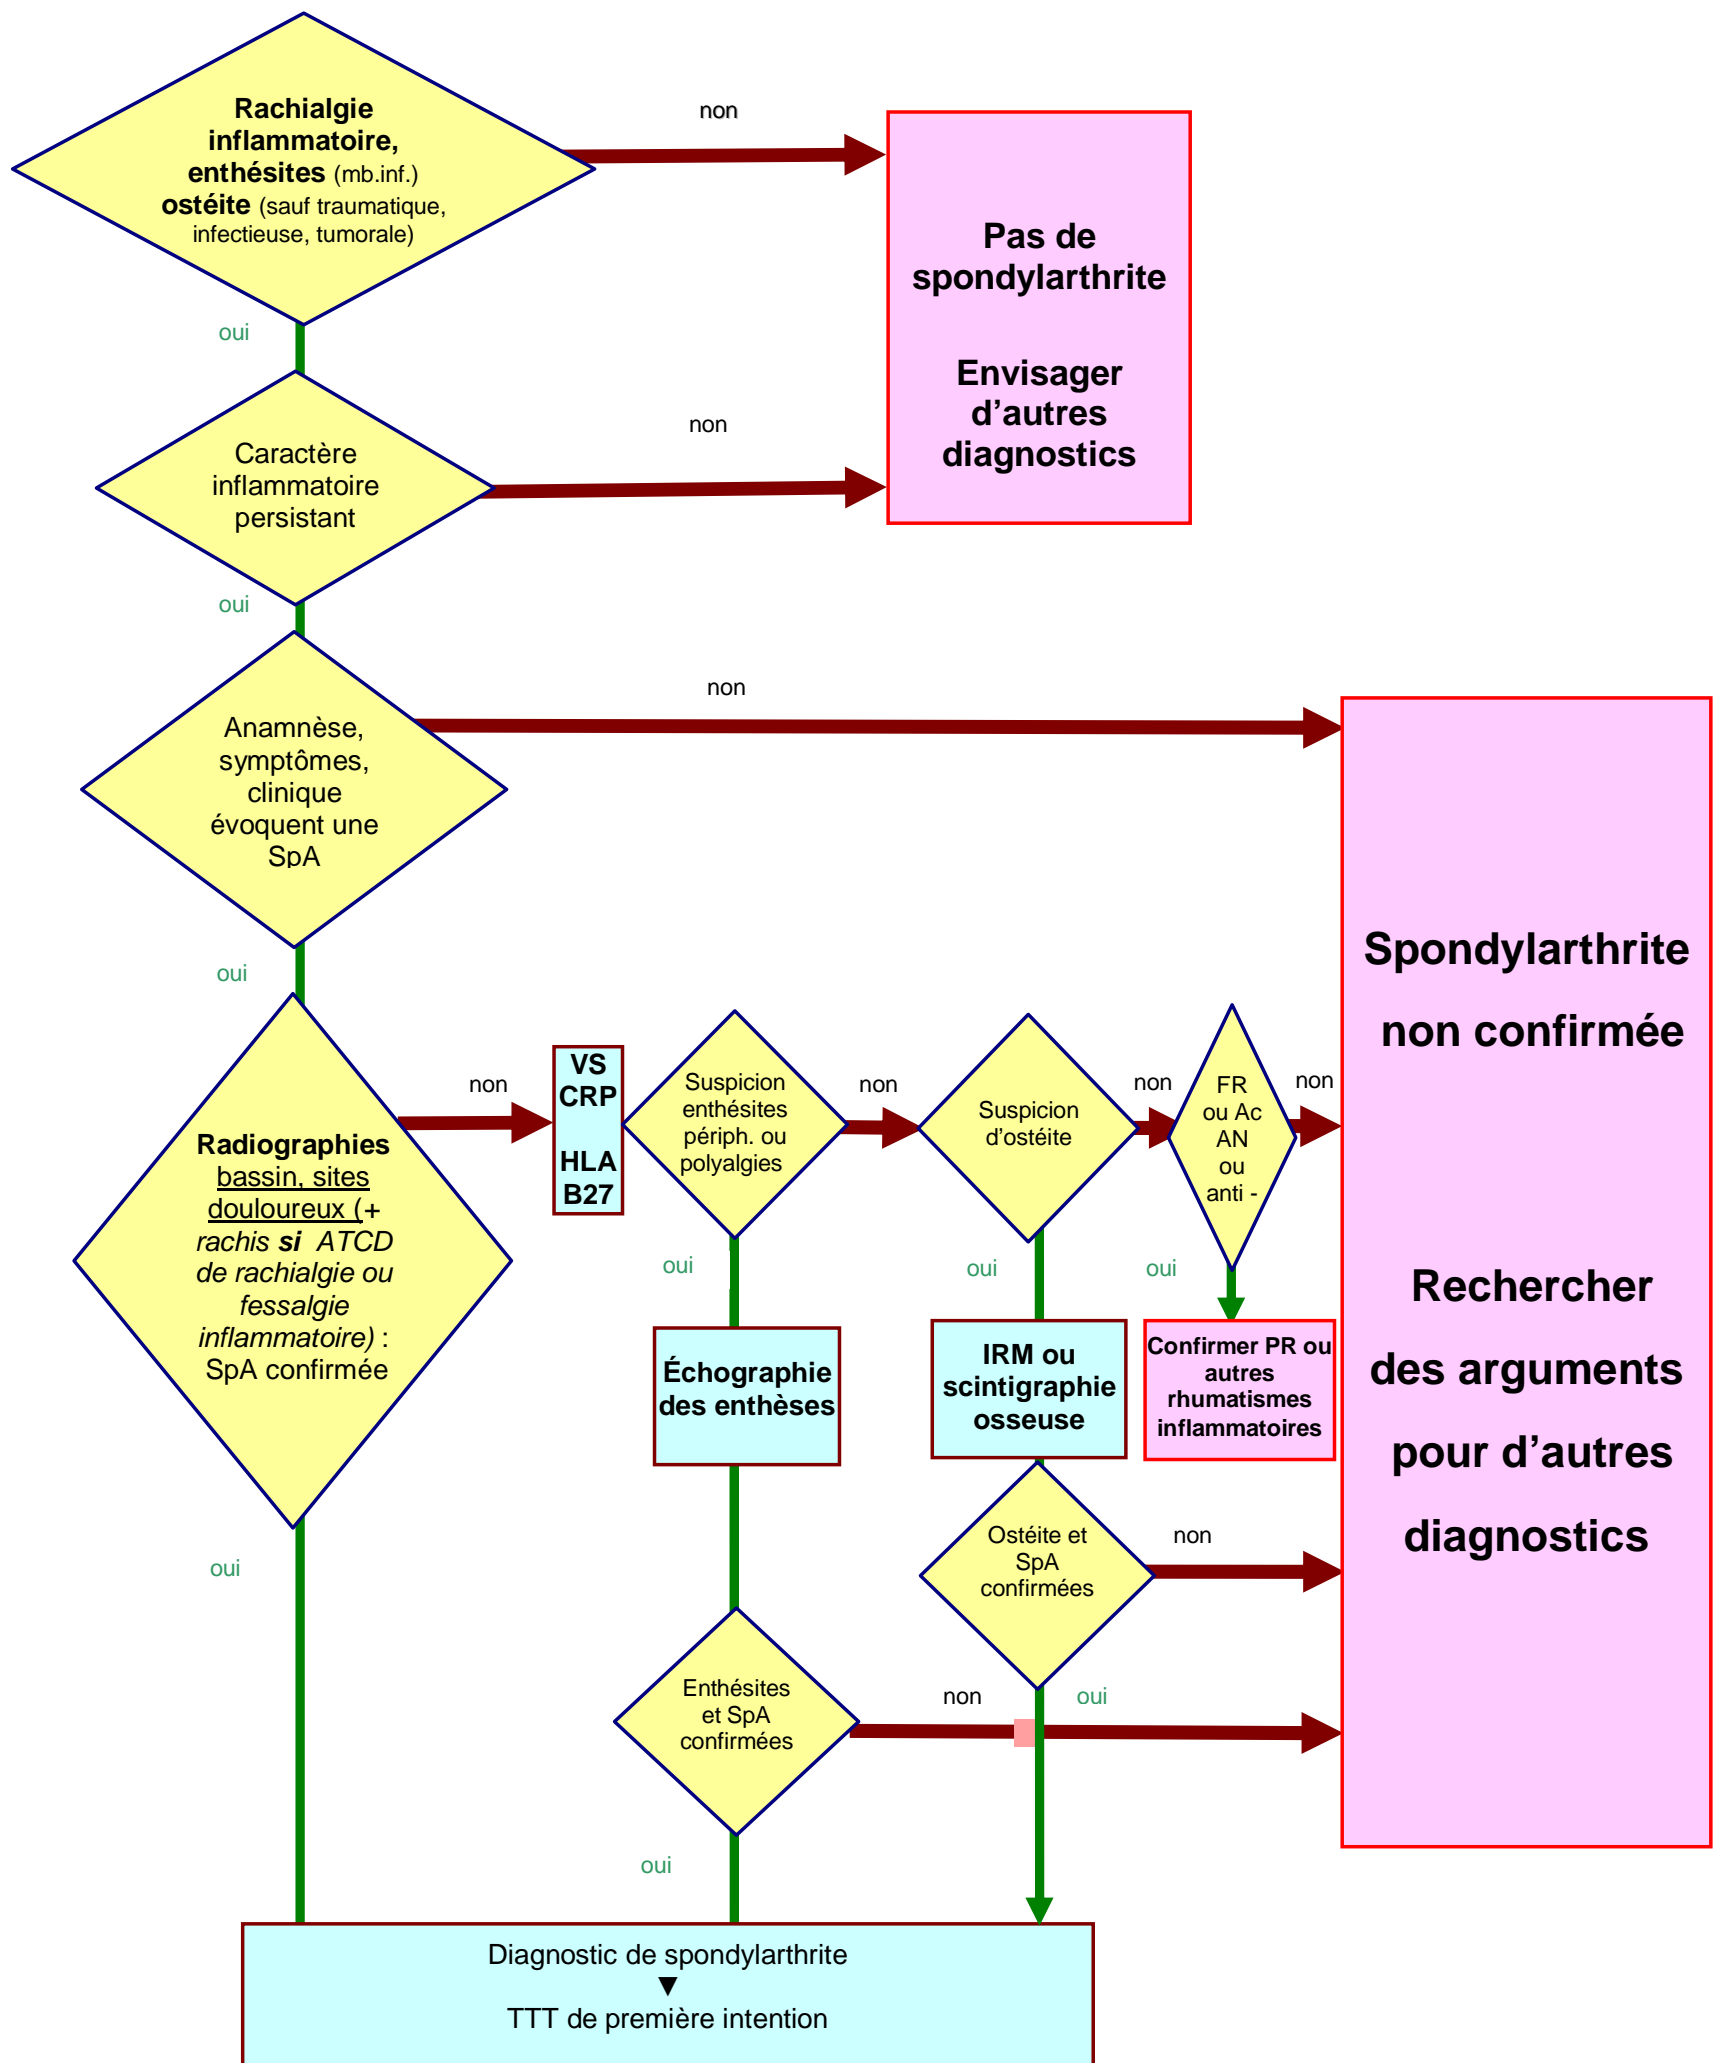 Rachialgie
inflammatoire,
enthésites (mb.inf.)
ostéite (sauf traumatique,
infectieuse, tumorale)
non
Pas de
spondylarthrite
Envisager
d’autres
diagnostics
oui
Caractère
inflammatoire
persistant
non
oui
Anamnèse,
symptômes,
clinique
évoquent une
SpA
non
oui
Radiographies
bassin, sites
douloureux (+
rachis si ATCD
de rachialgie ou
fessalgie
inflammatoire) :
SpA confirmée
non
VS
CRP
HLA
B27
Suspicion
enthésites
périph. ou
polyalgies
non
Suspicion
d’ostéite
non
FR
ou Ac
AN
ou
anti -
non
Spondylarthrite
non confirmée
Rechercher
des arguments
pour d’autres
diagnostics
oui
oui
oui
Échographie
des enthèses
IRM ou
scintigraphie
osseuse
Confirmer PR ou
autres
rhumatismes
inflammatoires
oui
Ostéite et
SpA
confirmées
non
Enthésites
et SpA
confirmées
non
oui
oui
Diagnostic de spondylarthrite
▼
TTT de première intention